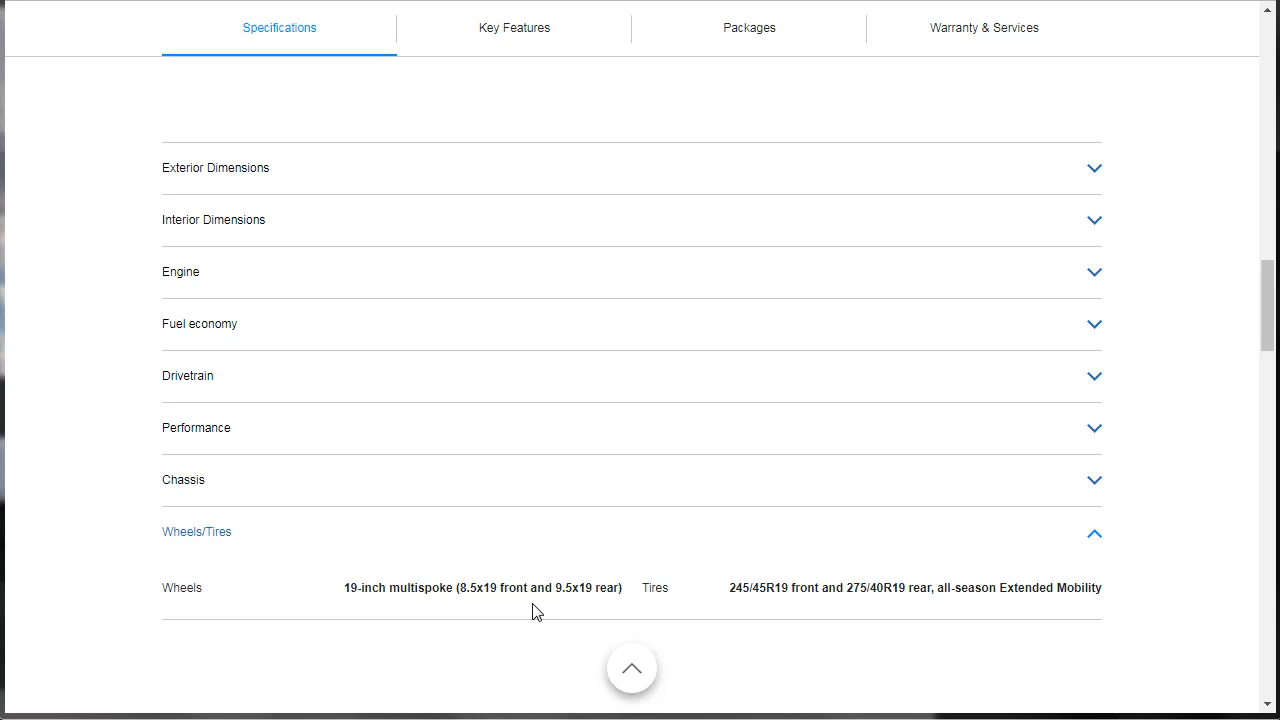 Specifications
Key Features
Packages
Warranty & Services
Exterior Dimensions
Interior Dimensions
Engine
Fuel economy
Drivetrain
Performance
Chassis
Wheels/Tires
Wheels 19-inch multispoke (8.5x19 front and 9.5x19 rear) Tires 245/45R19 front and 275/40R19 rear, all-season Extended Mobility